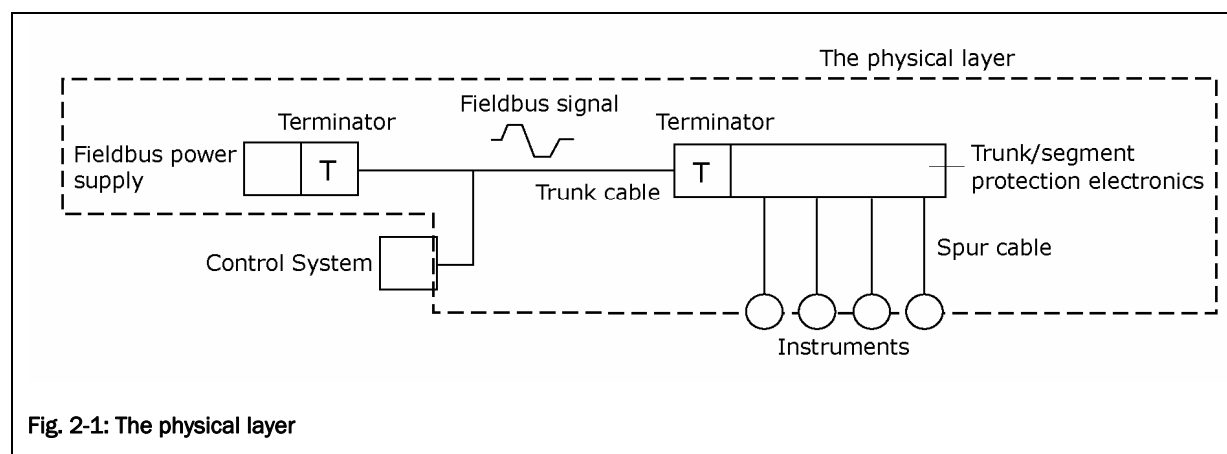 The physical layer
Fieldbus signal
Terminator
Terminator
Fieldbus power
supply
T
T
Trunk/segment
protection electronics
Trunk cable
Control System
Spur cable
Instruments
Fig. 2-1: The physical layer